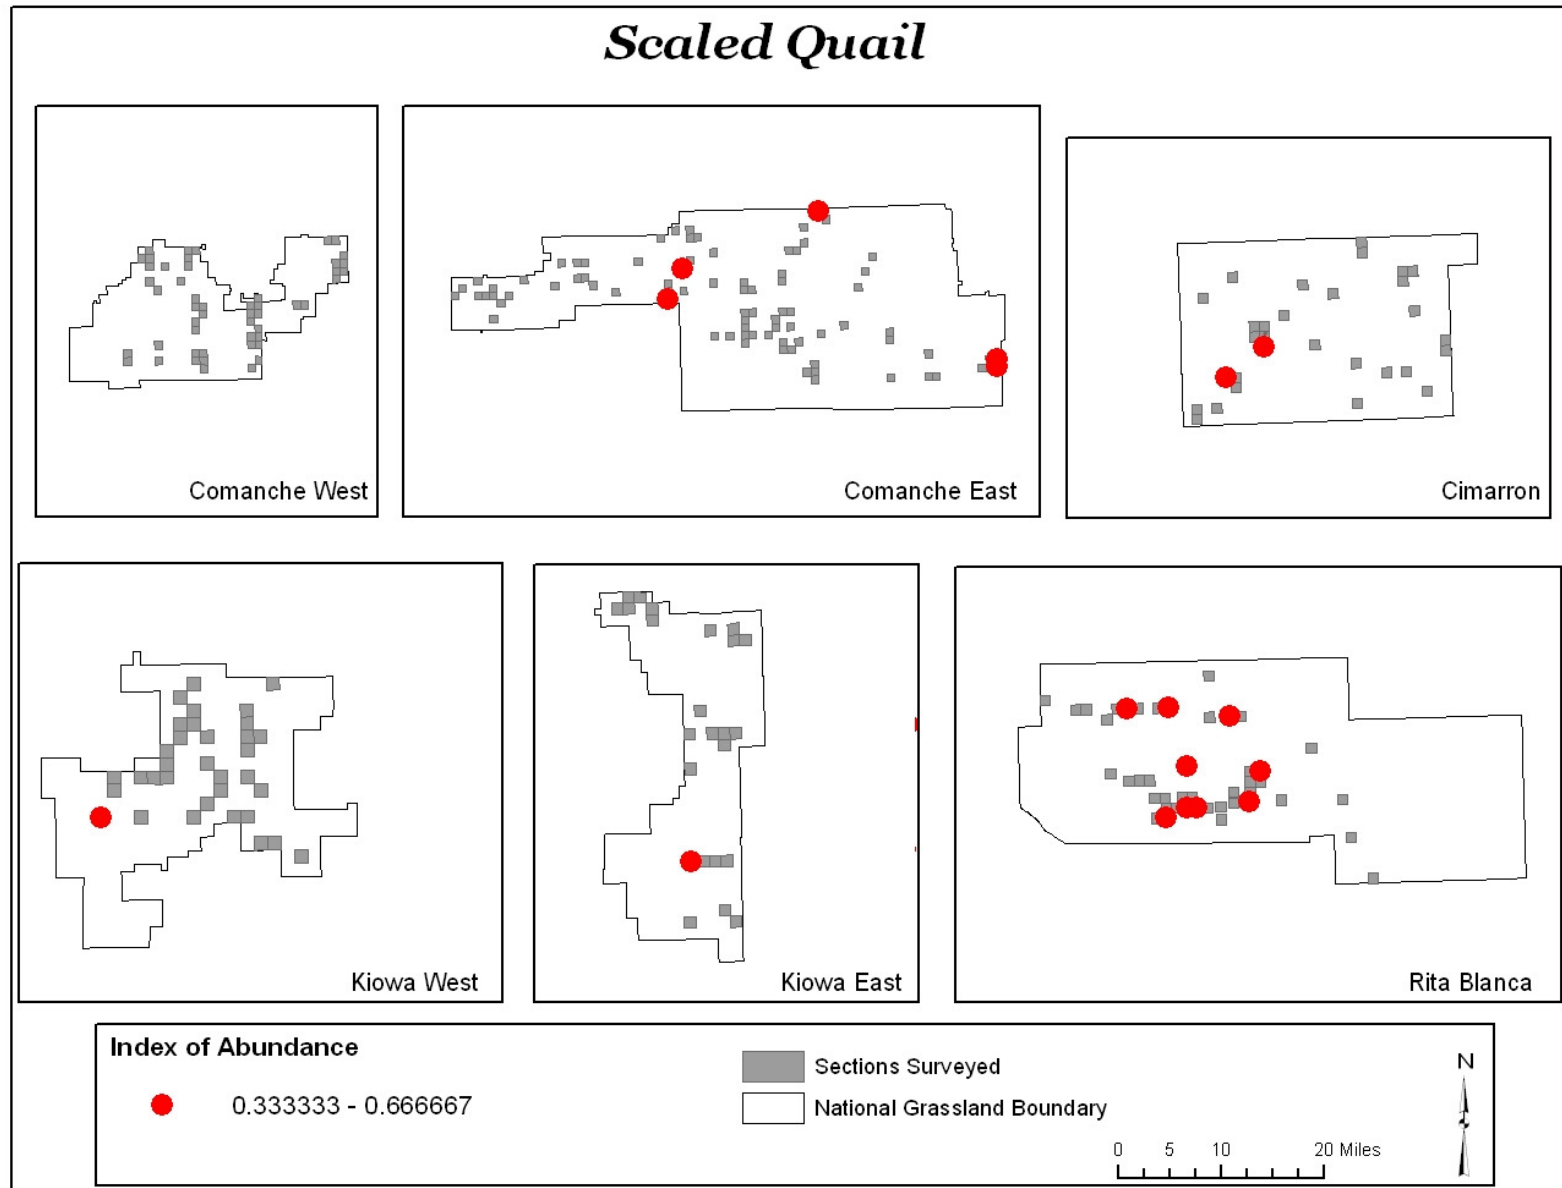 Scaled Quail
Comanche West
Comanche East
Cimarron
Kiowa West
Kiowa East
Rita Blanca
Index of Abundance
0.333333 - 0.666667
Sections Surveyed
National Grassland Boundary
N
0 5 10 20 Miles